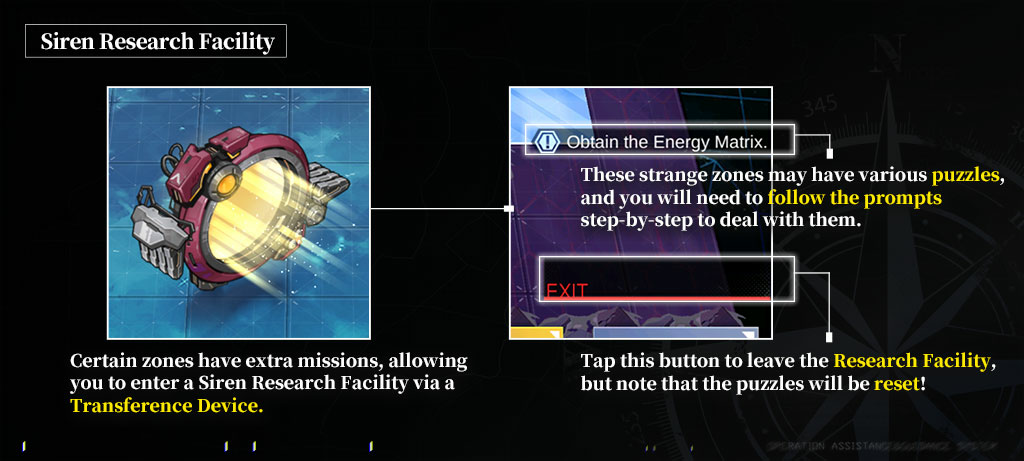 Siren Research Facility
N
345
Obtain the Energy Matrix.
These strange zones may have various puzzles,
and you will need to follow the prompts
step-by-step to deal with them.
EXIT
Certain zones have extra missions, allowing
you to enter a Siren Research Facility via a
Transference Device.
Tap this button to leave the Research Facility,
but note that the puzzles will be reset!